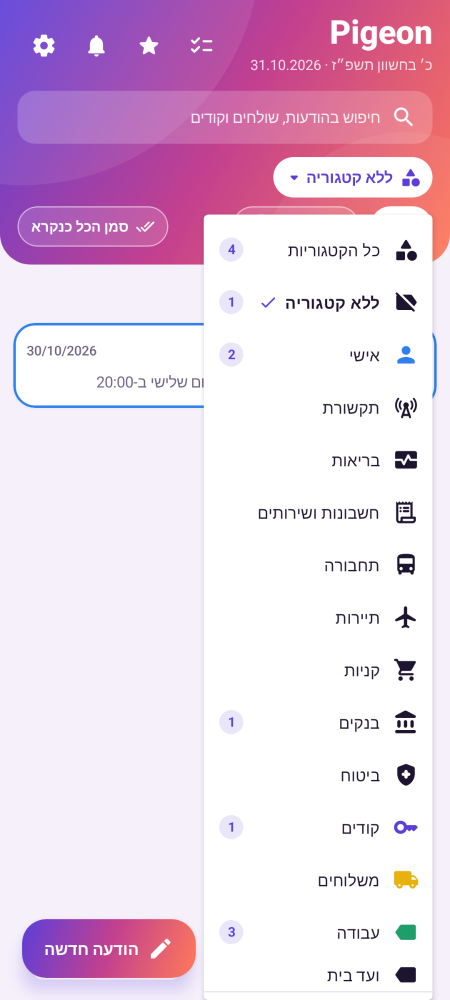 Pigeon
כ׳ בחשוון תשפ״ז · 31.10.2026
חיפוש בהודעות, שולחים וקודים
ללא קטגוריה
סמן הכל כנקרא
כל הקטגוריות 4
ללא קטגוריה 1
אישי 2
תקשורת
בריאות
חשבונות ושירותים
תחבורה
תיירות
קניות
בנקים 1
ביטוח
קודים 1
משלוחים
עבודה 3
ועד בית
30/10/2026
שלישי ב-20:00
הודעה חדשה